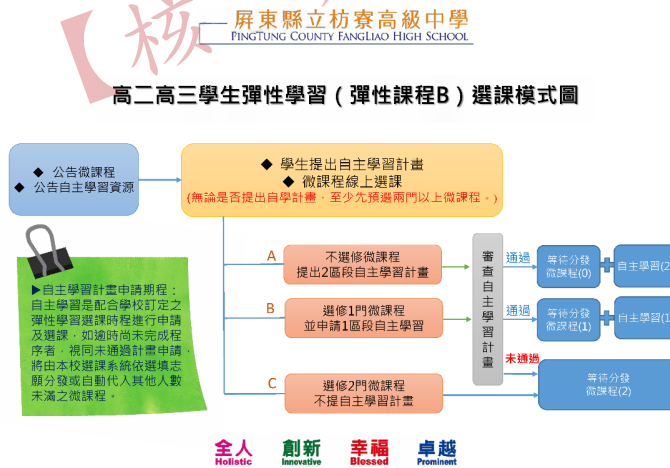 【核
屏東縣立枋寮高級中學
PINGTUNG COUNTY FANGLIAO HIGH SCHOOL
高二高三學生彈性學習（彈性課程B）選課模式圖
◆ 公告微課程
◆ 公告自主學習資源
◆ 學生提出自主學習計畫
◆ 微課程線上選課
(無論是否提出自學計畫，至少先預選兩門以上微課程。)
A
不選修微課程
提出2區段自主學習計畫
B
選修1門微課程
並申請1區段自主學習
C
選修2門微課程
不提自主學習計畫
審查自主學習計畫
通過
等待分發
微課程(0)
自主學習(2
通過
等待分發
微課程(1)
自主學習(1
未通過
等待分發
微課程(2)
▶自主學習計畫申請期程：
自主學習是配合學校訂定之
彈性學習選課時程進行申請
及選課，如逾時尚未完成程
序者，視同未通過計畫申請，
將由本校選課系統依選填志
願分發或自動代入其他人數
未滿之微課程。
全人 創新 幸福 卓越
Holistic Innovative Blessed Prominent